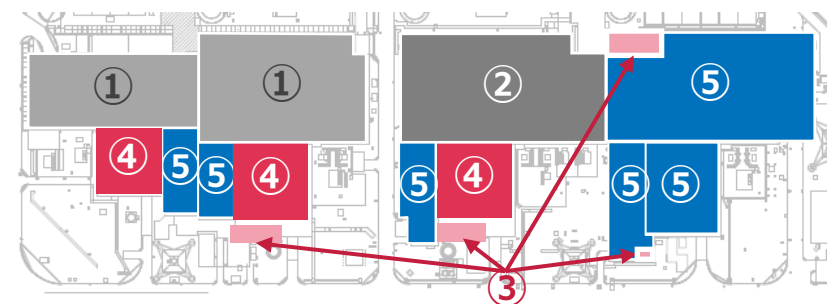 ① ① ② ⑤
④ ⑤ ⑤ ④ ⑤ ④ ⑤ ⑤
③